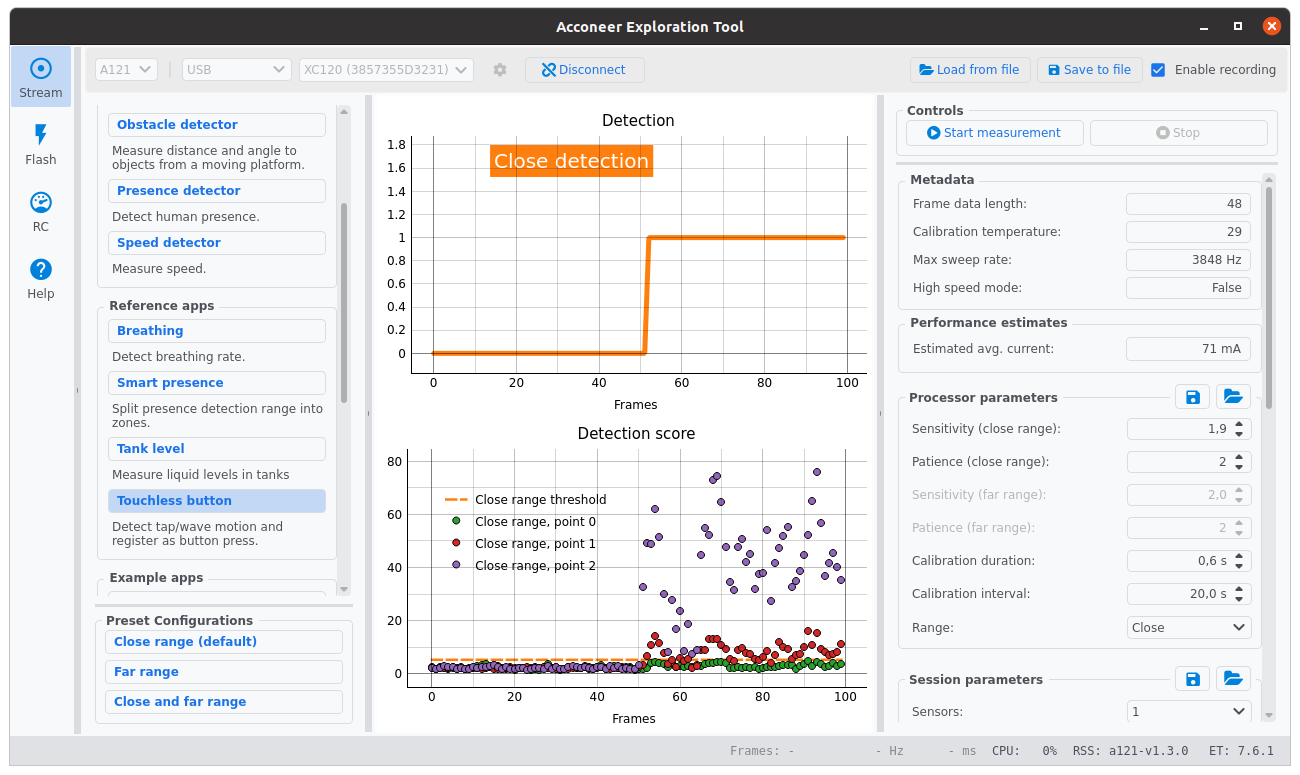 Acconeer Exploration Tool
A121
USB
XC120 (3857355D3231)
Disconnect
Load from file
Save to file
Enable recording
Stream
Flash
RC
Help
Obstacle detector
Measure distance and angle to
objects from a moving platform.
Presence detector
Detect human presence.
Speed detector
Measure speed.
Reference apps
Breathing
Detect breathing rate.
Smart presence
Split presence detection range into
zones.
Tank level
Measure liquid levels in tanks
Touchless button
Detect tap/wave motion and
register as button press.
Example apps
Preset Configurations
Close range (default)
Far range
Close and far range
Detection
Close detection
1.8
1.6
1.4
1.2
1
0.8
0.6
0.4
0.2
0
0 20 40 60 80 100
Frames
Detection score
80
60
40
20
0
Close range threshold
Close range, point 0
Close range, point 1
Close range, point 2
0 20 40 60 80 100
Frames
Controls
Start measurement
Stop
Metadata
Frame data length: 48
Calibration temperature: 29
Max sweep rate: 3848 Hz
High speed mode: False
Performance estimates
Estimated avg. current: 71 mA
Processor parameters
Sensitivity (close range): 1,9
Patience (close range): 2
Sensitivity (far range): 2,0
Patience (far range): 2
Calibration duration: 0,6 s
Calibration interval: 20,0 s
Range: Close
Session parameters
Sensors: 1
Frames: - - Hz - ms CPU: 0% RSS: a121-v1.3.0 ET: 7.6.1